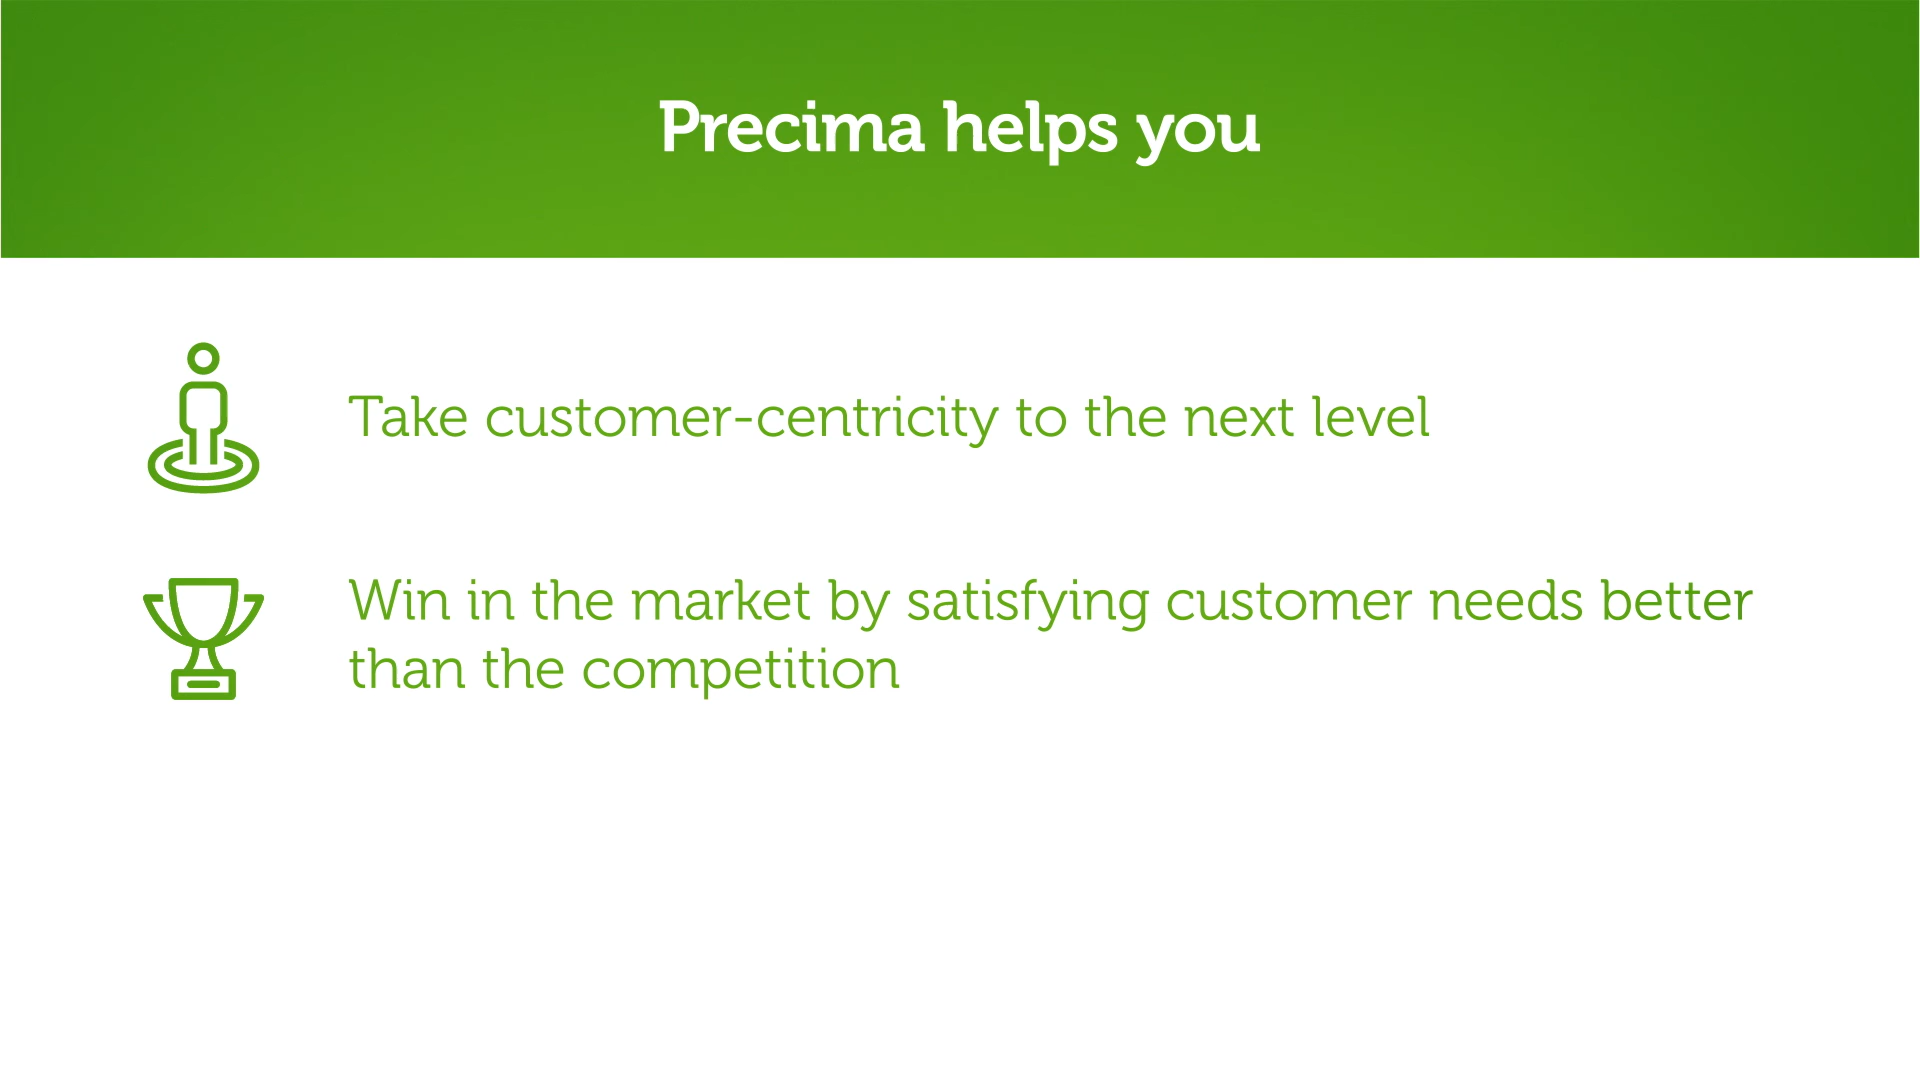 Precima helps you
Take customer-centricity to the next level
Win in the market by satisfying customer needs better
than the competition